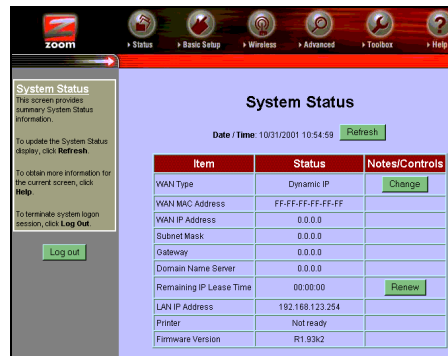 zoom
Status
Basic Setup
Wireless
Advanced
Toolbox
Help
System Status
This screen provides
summary System Status
information.
To update the System Status
display, click Refresh.
To obtain more information for
the current screen, click
Help.
To terminate system logon
session, click Log Out.
Log out
System Status
Date / Time: 10/31/2001 10:54:59 Refresh
Item Status Notes/Controls
WAN Type Dynamic IP Change
WAN MAC Address FF-FF-FF-FF-FF-FF
WAN IP Address 0.0.0.0
Subnet Mask 0.0.0.0
Gateway 0.0.0.0
Domain Name Server 0.0.0.0
Remaining IP Lease Time 00:00:00 Renew
LAN IP Address 192.168.123.254
Printer Not ready
Firmware Version R1.93k2